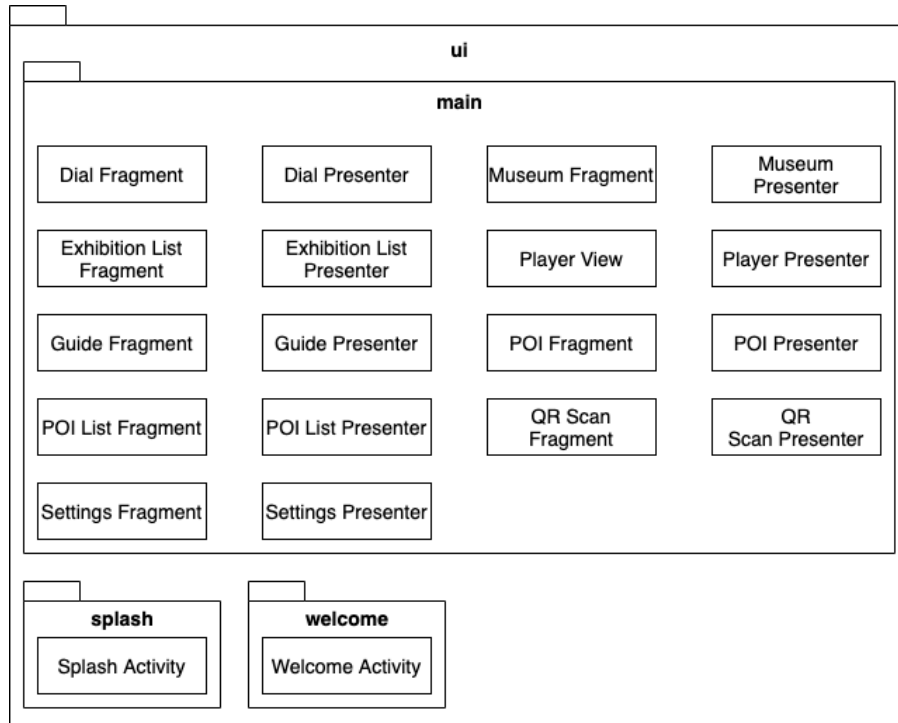 ui
main
Dial Fragment
Dial Presenter
Museum Fragment
Museum
Presenter
Exhibition List
Fragment
Exhibition List
Presenter
Player View
Player Presenter
Guide Fragment
Guide Presenter
POI Fragment
POI Presenter
POI List Fragment
POI List Presenter
QR Scan
Fragment
QR
Scan Presenter
Settings Fragment
Settings Presenter
splash
Splash Activity
welcome
Welcome Activity